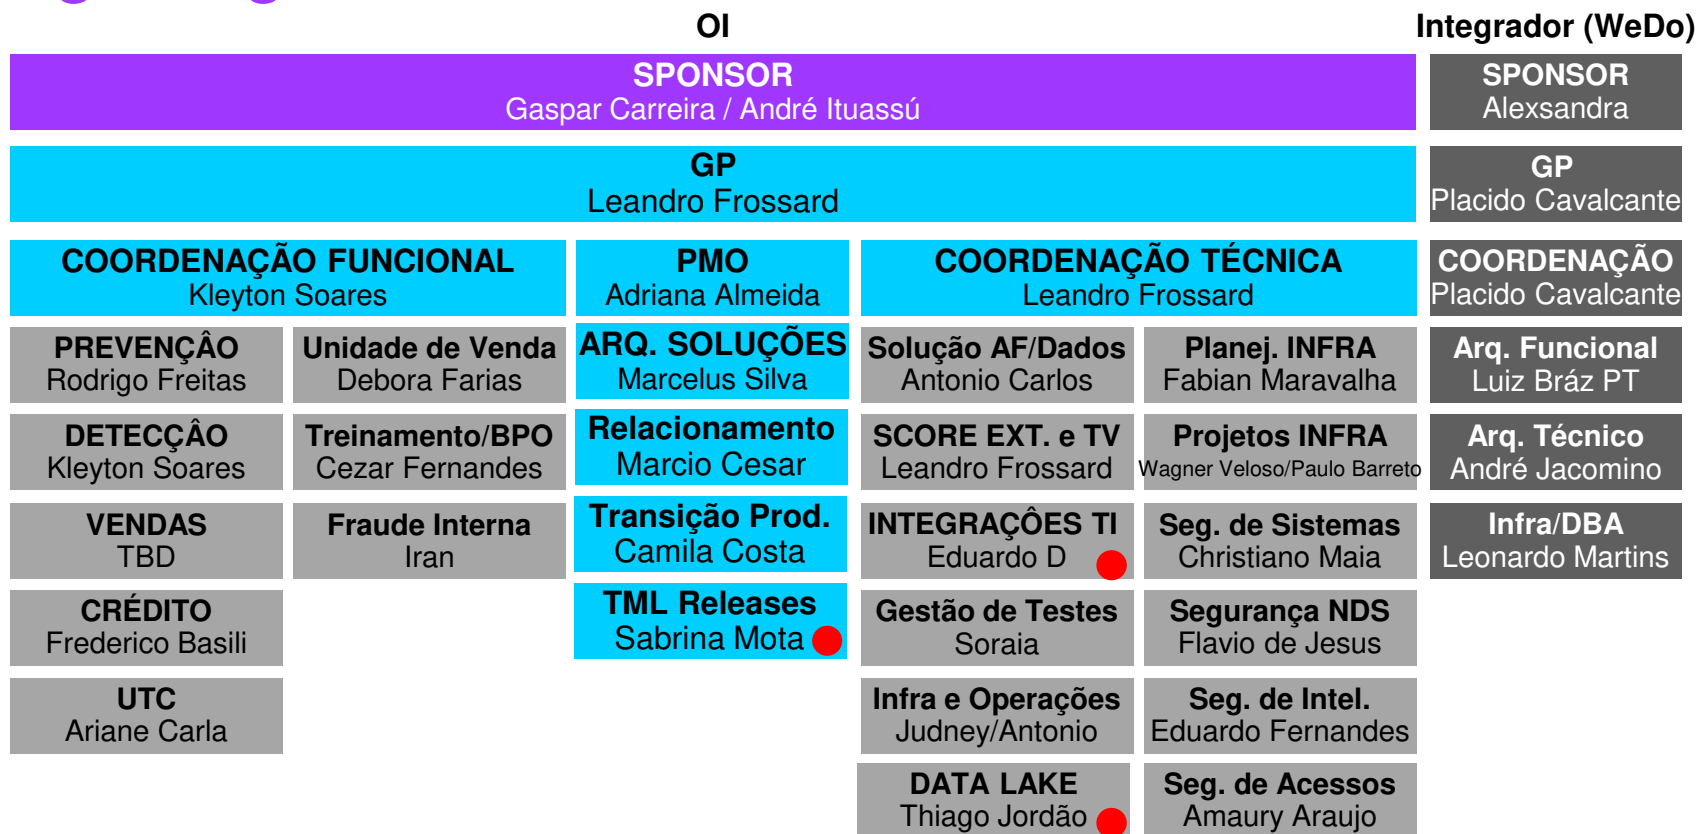 OI
Integrador (WeDo)
SPONSOR
Gaspar Carreira / André Ituassú
SPONSOR
Alexsandra
GP
Leandro Frossard
GP
Placido Cavalcante
COORDENAÇÃO FUNCIONAL
Kleyton Soares
PMO
Adriana Almeida
COORDENAÇÃO TÉCNICA
Leandro Frossard
COORDENAÇÃO
Placido Cavalcante
PREVENÇÂO
Rodrigo Freitas
Unidade de Venda
Debora Farias
ARQ. SOLUÇÕES
Marcelus Silva
Solução AF/Dados
Antonio Carlos
Planej. INFRA
Fabian Maravalha
Arq. Funcional
Luiz Bráz PT
DETECÇÂO
Kleyton Soares
Treinamento/BPO
Cezar Fernandes
Relacionamento
Marcio Cesar
SCORE EXT. e TV
Leandro Frossard
Projetos INFRA
Wagner Veloso/Paulo Barreto
Arq. Técnico
André Jacomino
VENDAS
TBD
Fraude Interna
Iran
Transição Prod.
Camila Costa
INTEGRAÇÔES TI
Eduardo D
Seg. de Sistemas
Christiano Maia
Infra/DBA
Leonardo Martins
CRÉDITO
Frederico Basili
TML Releases
Sabrina Mota
Gestão de Testes
Soraia
Segurança NDS
Flavio de Jesus
UTC
Ariane Carla
Infra e Operações
Judney/Antonio
Seg. de Intel.
Eduardo Fernandes
DATA LAKE
Thiago Jordão
Seg. de Acessos
Amaury Araujo